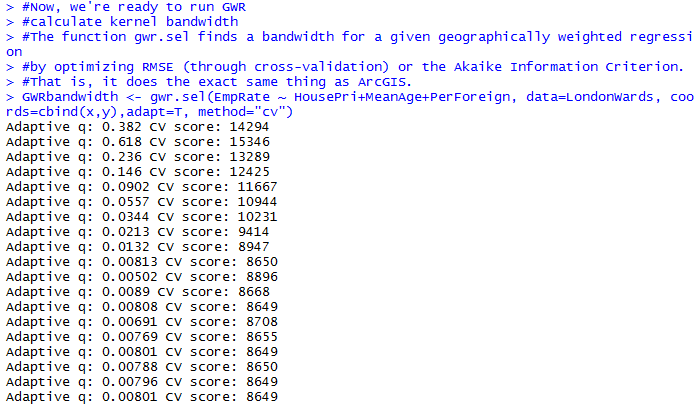 > #Now, we're ready to run GWR
> #calculate kernel bandwidth
> #The function gwr.sel finds a bandwidth for a given geographically weighted regressi
on
> #by optimizing RMSE (through cross-validation) or the Akaike Information Criterion.
> #That is, it does the exact same thing as ArcGIS.
> GWRbandwidth <- gwr.sel(EmpRate ~ HousePri+MeanAge+PerForeign, data=LondonWards, coo
rds=cbind(x,y),adapt=T, method="cv")
Adaptive q: 0.382 CV score: 14294
Adaptive q: 0.618 CV score: 15346
Adaptive q: 0.236 CV score: 13289
Adaptive q: 0.146 CV score: 12425
Adaptive q: 0.0902 CV score: 11667
Adaptive q: 0.0557 CV score: 10944
Adaptive q: 0.0344 CV score: 10231
Adaptive q: 0.0213 CV score: 9414
Adaptive q: 0.0132 CV score: 8947
Adaptive q: 0.00813 CV score: 8650
Adaptive q: 0.00502 CV score: 8896
Adaptive q: 0.0089 CV score: 8668
Adaptive q: 0.00808 CV score: 8649
Adaptive q: 0.00691 CV score: 8708
Adaptive q: 0.00769 CV score: 8655
Adaptive q: 0.00801 CV score: 8649
Adaptive q: 0.00788 CV score: 8650
Adaptive q: 0.00796 CV score: 8649
Adaptive q: 0.00801 CV score: 8649